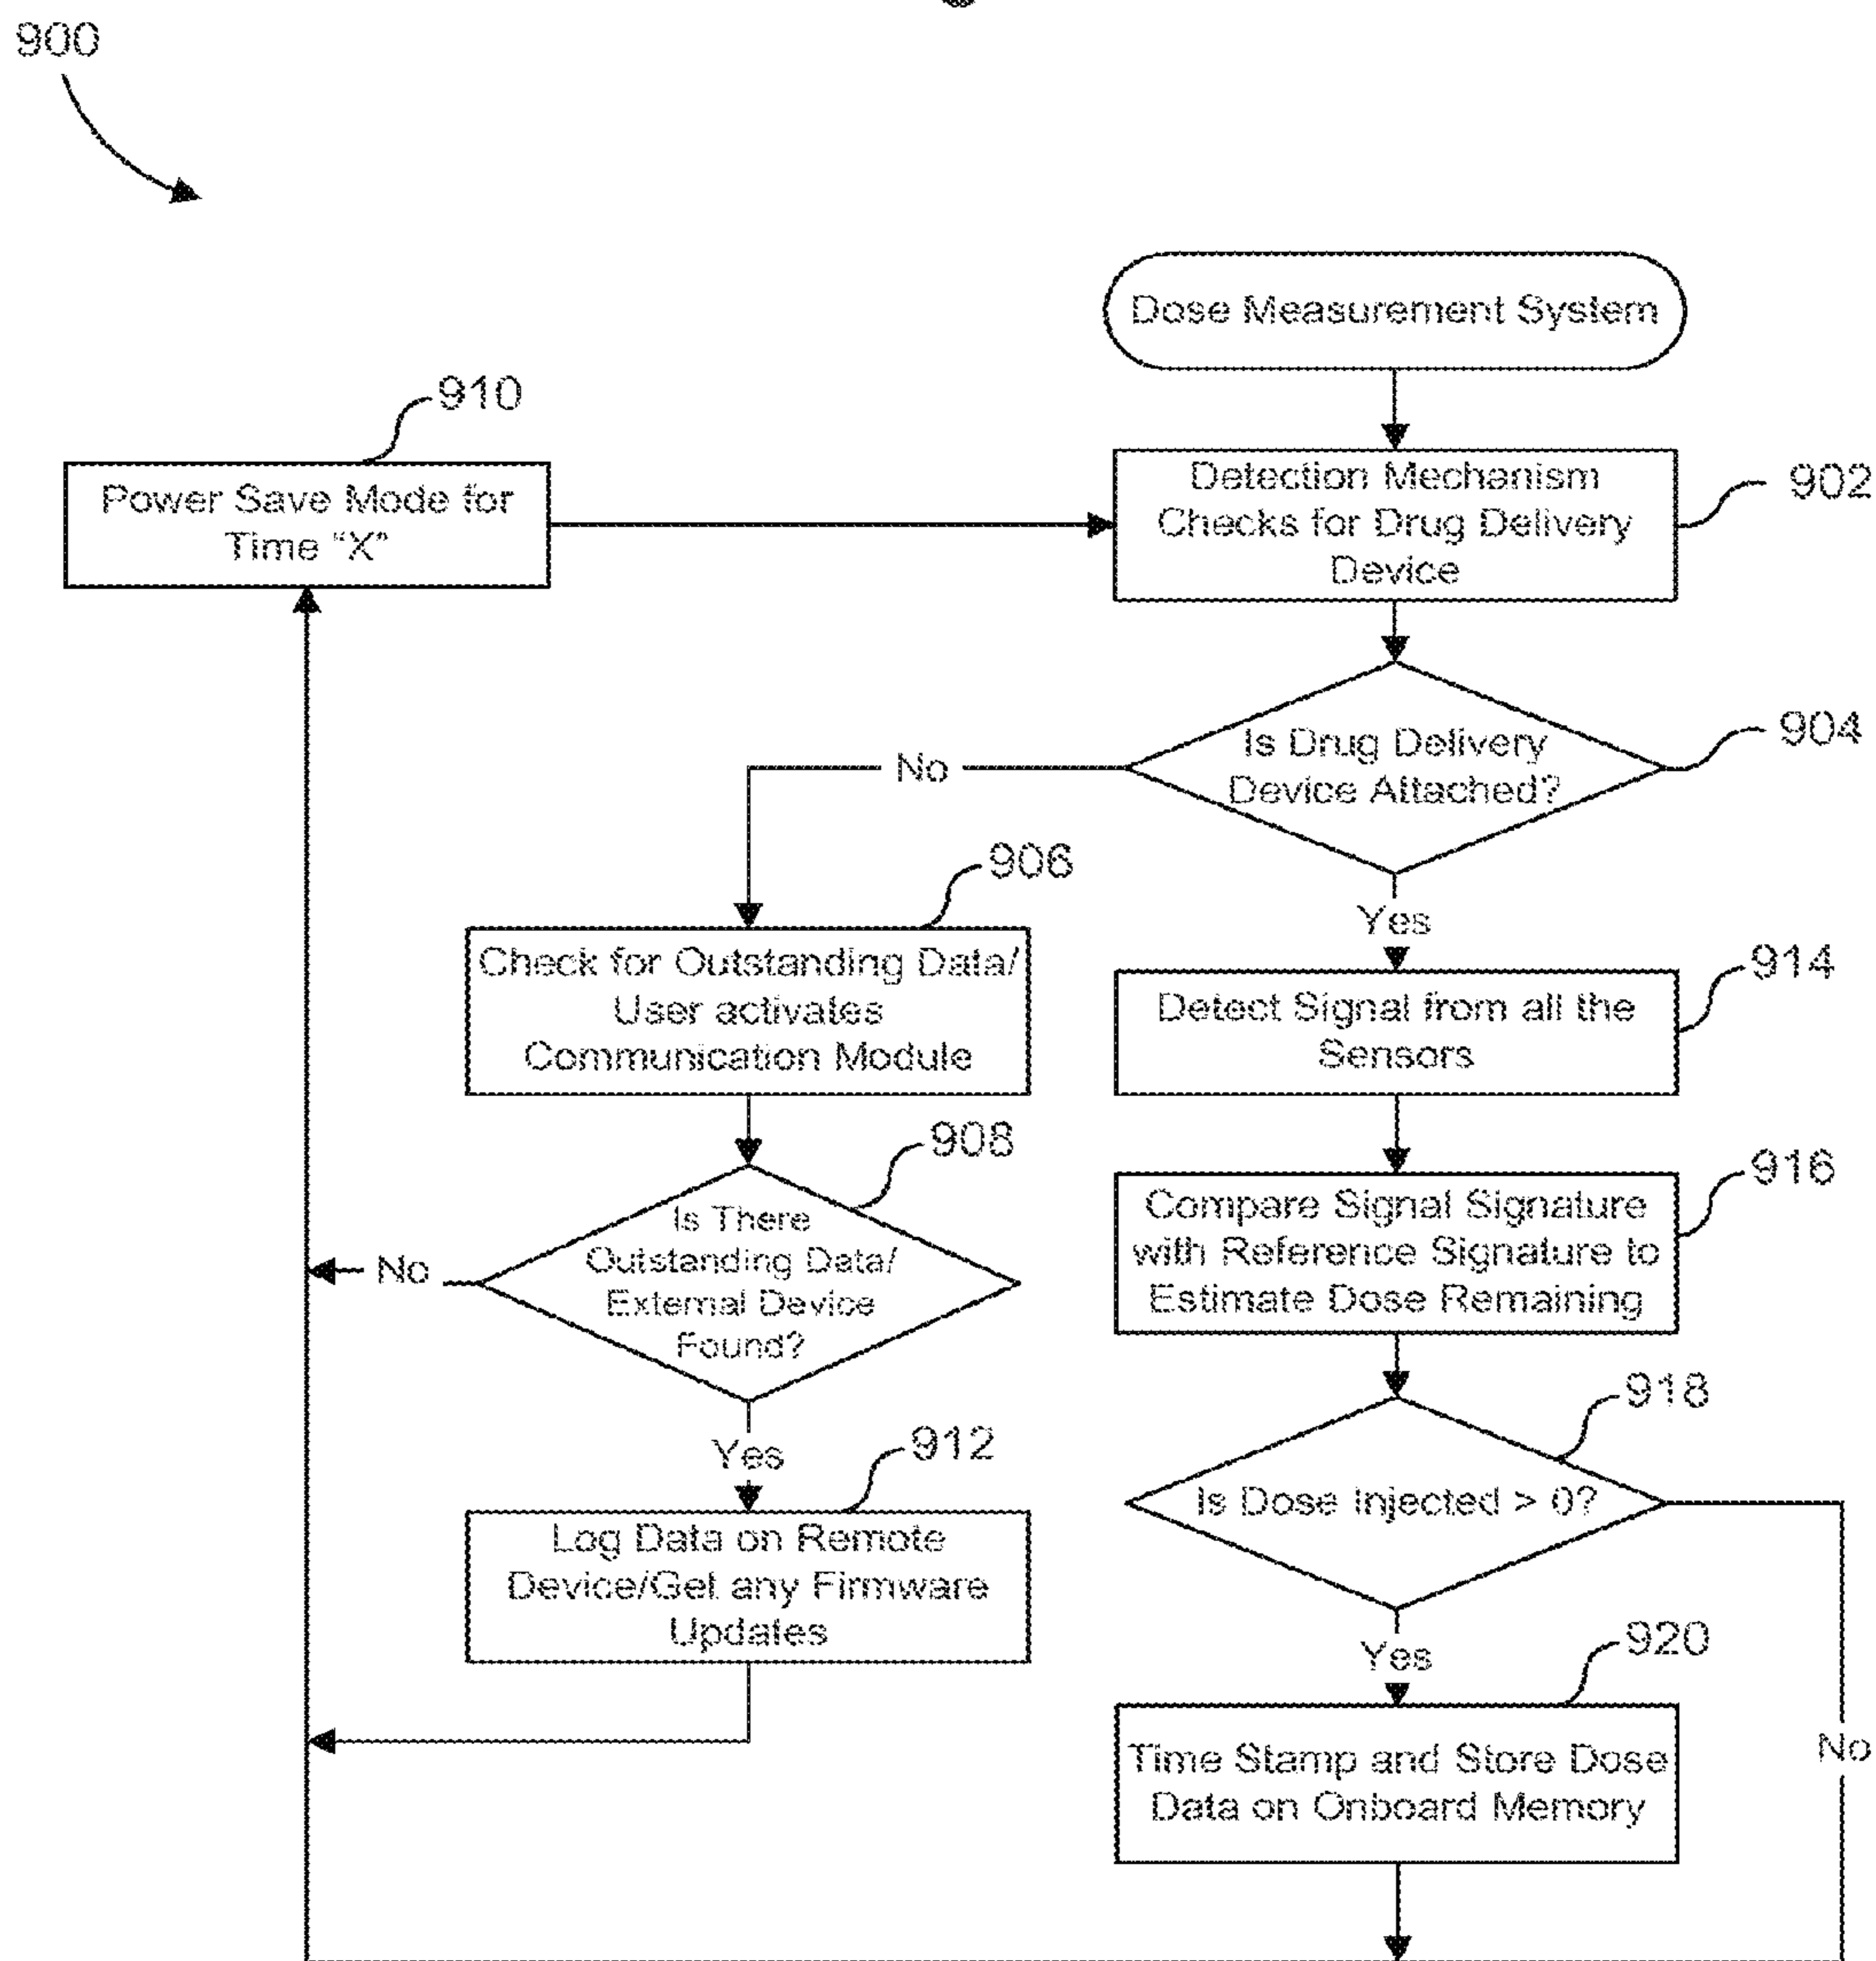 900
Dose Measurement System
910
Power Save Mode for
Time “X”
Detection Mechanism
Checks for Drug Delivery
Device
902
Is Drug Delivery
Device Attached?
904
No
Yes
906
Check for Outstanding Data/
User activates
Communication Module
914
Detect Signal from all the
Sensors
908
Is There
Outstanding Data/
External Device
Found?
No
916
Compare Signal Signature
with Reference Signature to
Estimate Dose Remaining
Yes
912
Log Data on Remote
Device/Get any Firmware
Updates
918
Is Dose Injected > 0?
Yes
No
920
Time Stamp and Store Dose
Data on Onboard Memory